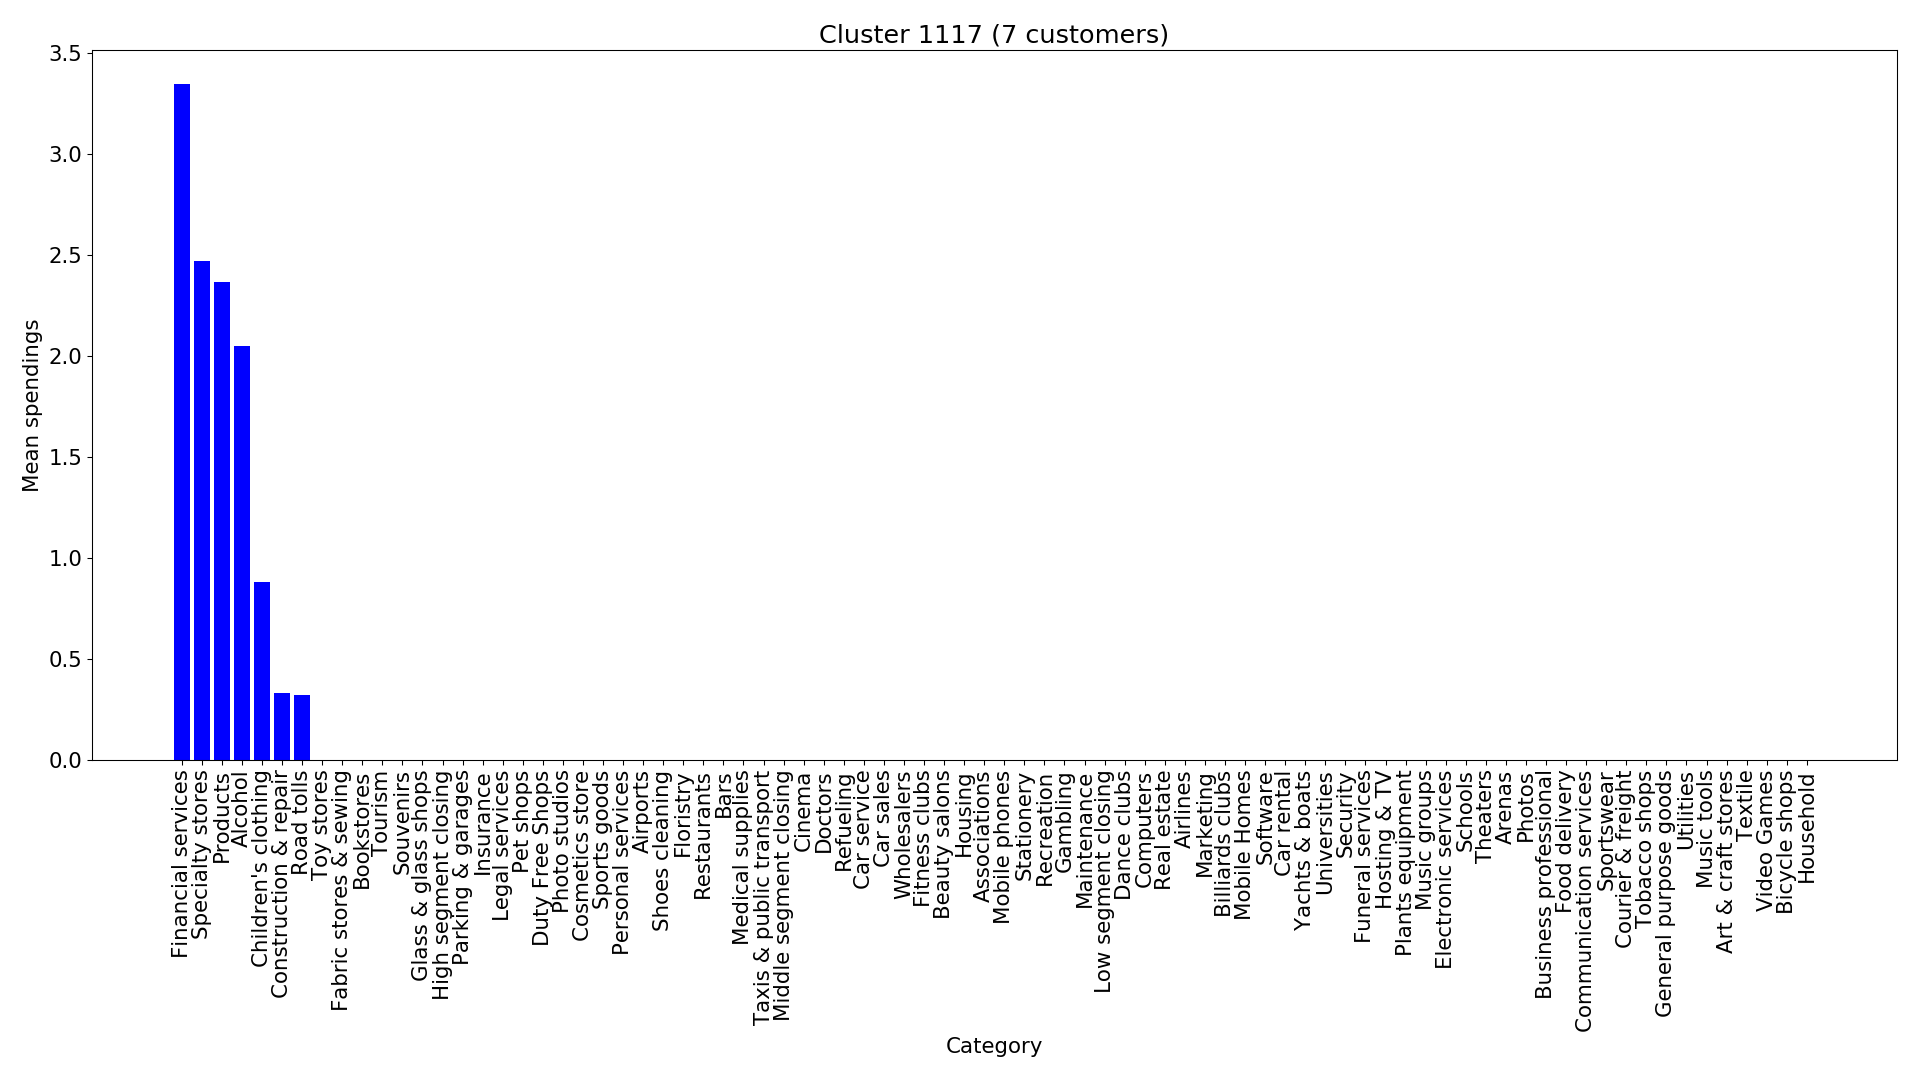 Cluster 1117 (7 customers)
Mean spendings
3.5
3.0
2.5
2.0
1.5
1.0
0.5
0.0
Financial services
Specialty stores
Products
Alcohol
Children's clothing
Construction & repair
Road tolls
Toy stores
Fabric stores & sewing
Bookstores
Tourism
Souvenirs
Glass & glass shops
High segment closing
Parking & garages
Insurance
Legal services
Pet shops
Duty Free Shops
Photo studios
Cosmetics store
Sports goods
Personal services
Airports
Shoes cleaning
Floristry
Restaurants
Bars
Medical supplies
Taxis & public transport
Middle segment closing
Cinema
Doctors
Refueling
Car service
Car sales
Wholesalers
Fitness clubs
Beauty salons
Housing
Associations
Mobile phones
Stationery
Recreation
Gambling
Maintenance
Low segment closing
Dance clubs
Computers
Real estate
Airlines
Marketing
Billiards clubs
Mobile Homes
Software
Car rental
Yachts & boats
Universities
Security
Funeral services
Hosting & TV
Plants equipment
Music groups
Electronic services
Schools
Theaters
Arenas
Photos
Business professional
Food delivery
Communication services
Sportswear
Courier & freight
Tobacco shops
General purpose goods
Utilities
Music tools
Art & craft stores
Textile
Video Games
Bicycle shops
Household
Category